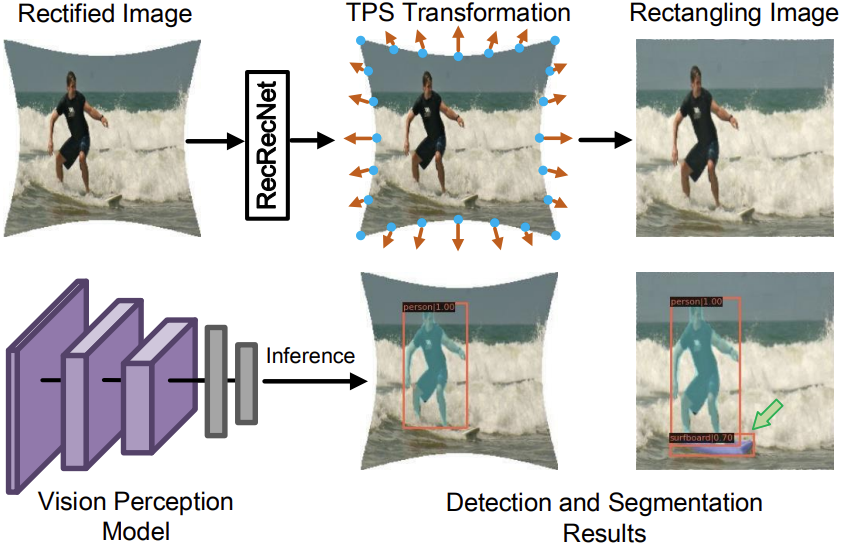 Rectified Image
TPS Transformation
Rectangling Image
RecRecNet
person|1.00
person|1.00
Inference
surfboard|0.70
Vision Perception
Model
Detection and Segmentation
Results